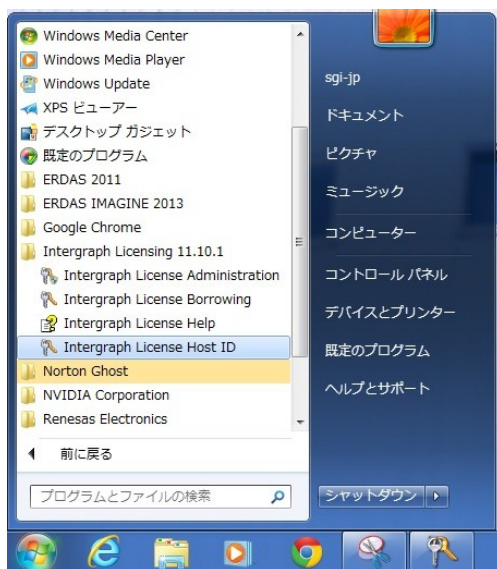 Windows Media Center
Windows Media Player
Windows Update
XPS ビューアー
デスクトップ ガジェット
既定のプログラム
ERDAS 2011
ERDAS IMAGINE 2013
Google Chrome
Intergraph Licensing 11.10.1
Intergraph License Administration
Intergraph License Borrowing
Intergraph License Help
Intergraph License Host ID
Norton Ghost
NVIDIA Corporation
Renesas Electronics
前に戻る
プログラムとファイルの検索
sgi-jp
ドキュメント
ピクチャ
ミュージック
コンピューター
コントロール パネル
デバイスとプリンター
既定のプログラム
ヘルプとサポート
シャットダウン